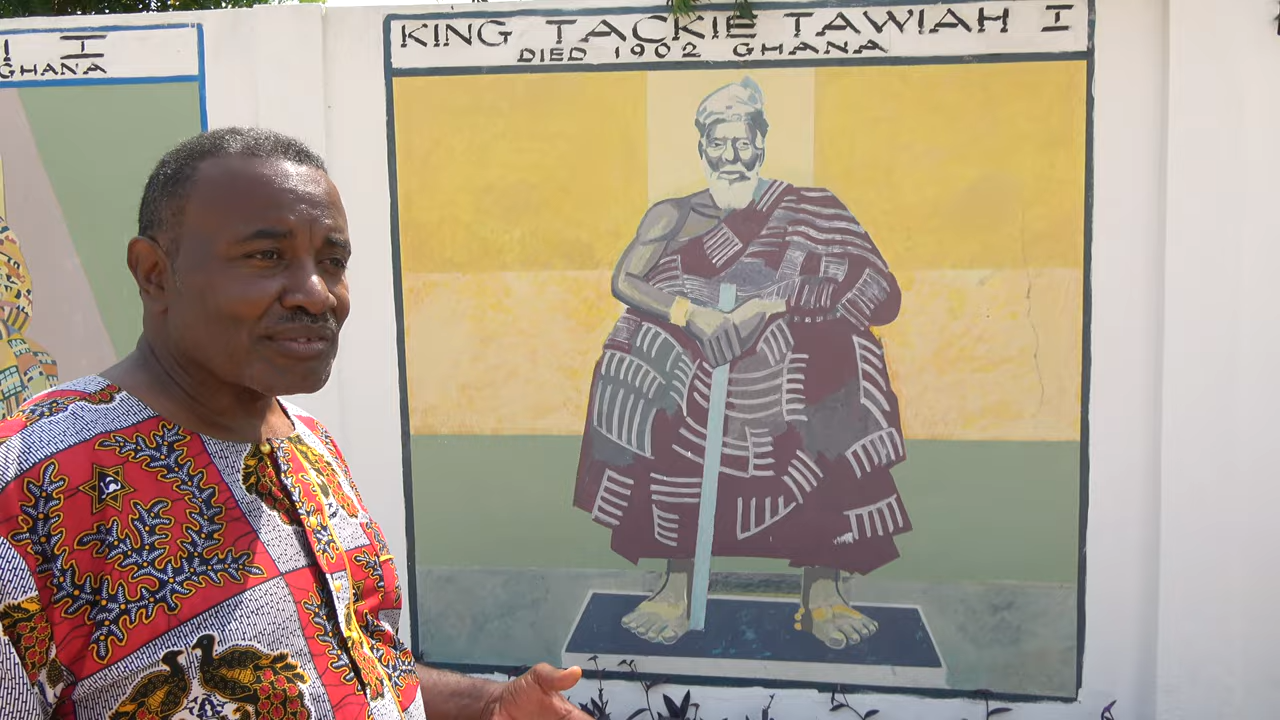 I I
GHANA
KING TACKIE TAWIAH I
DIED 1902 GHANA